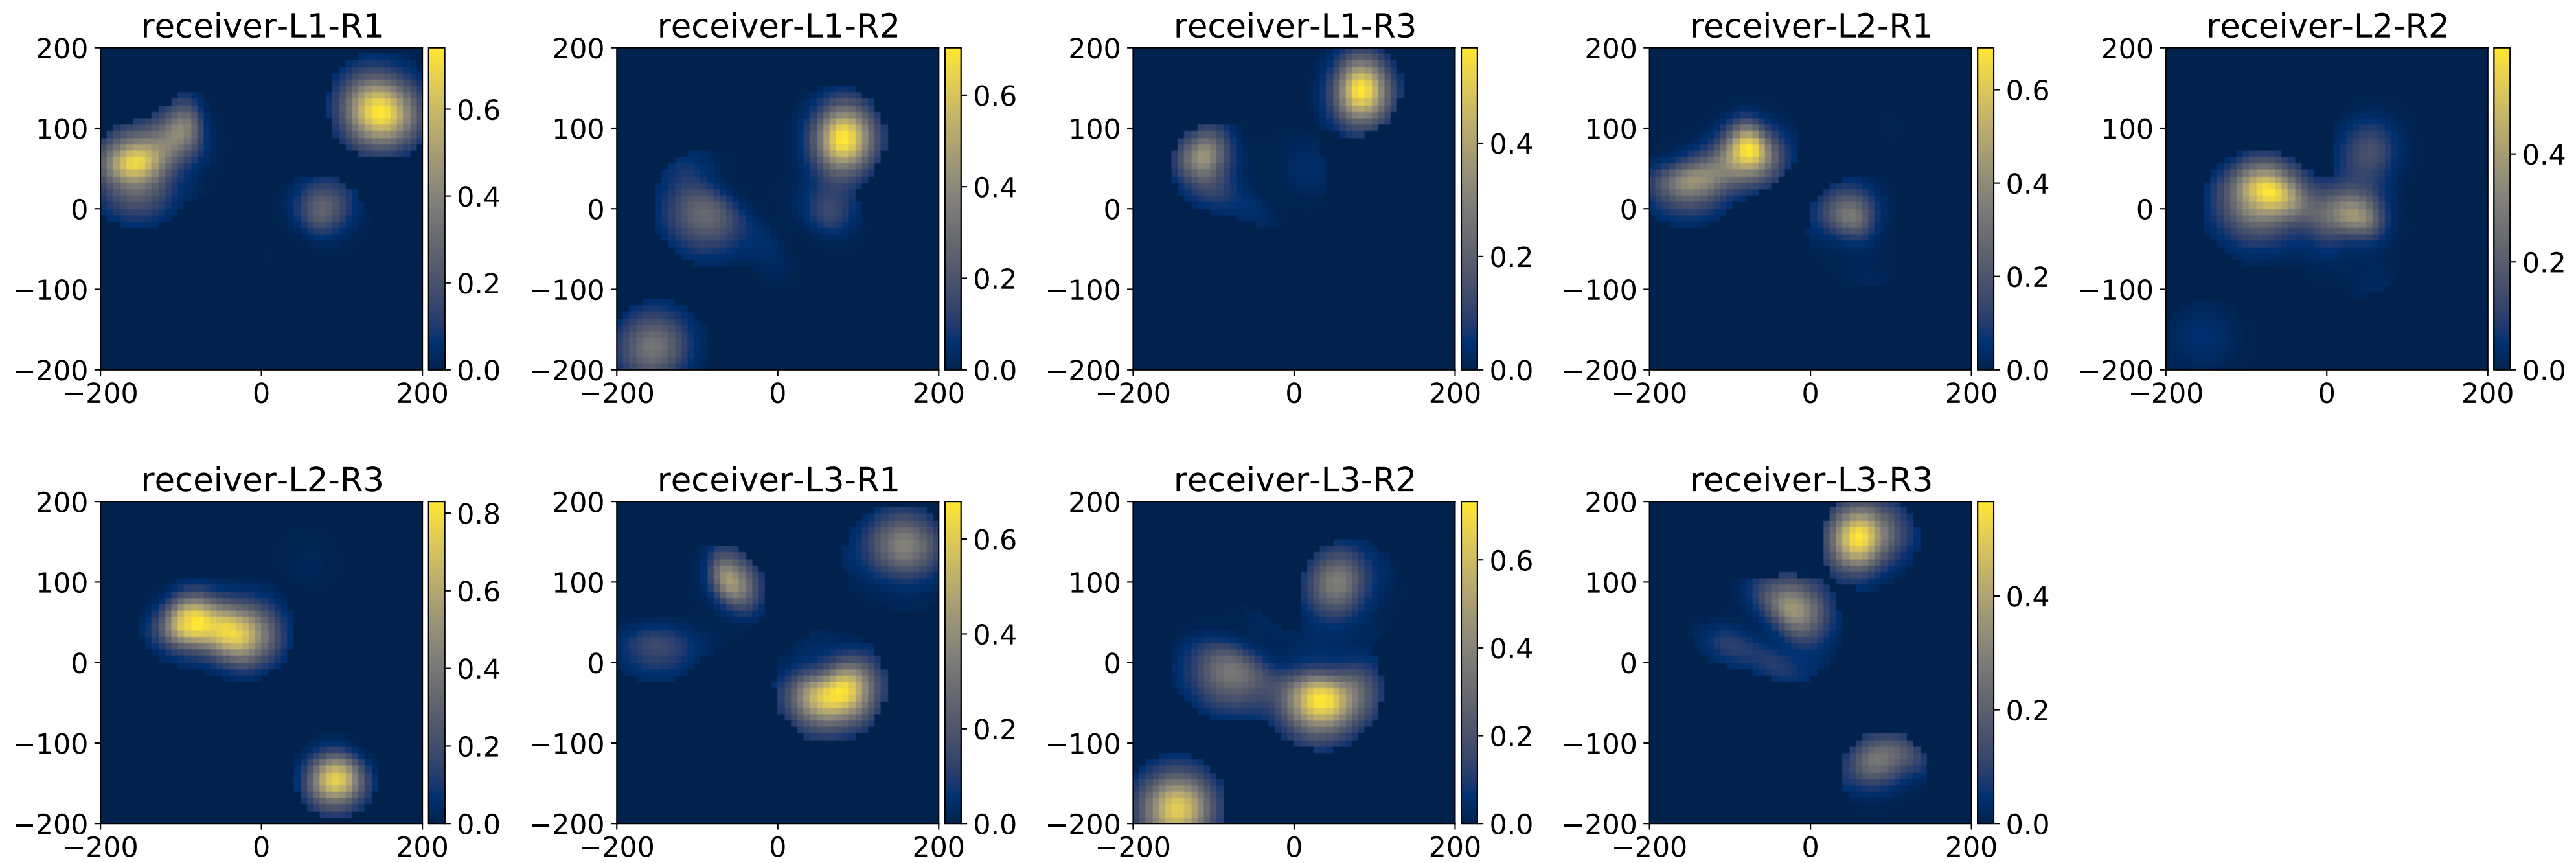 receiver-L1-R1 receiver-L1-R2 receiver-L1-R3 receiver-L2-R1 receiver-L2-R2
200 200 200 200 200
0.6 0.6 0.4 0.6 0.4
100 100 100 100 100
0.4 0.4 0.2 0.4 0.2
0 0 0 0 0
0.2 0.2 0.2
−100 −100 −100 −100 −100
−200 −200 −200 −200 −200
0.0 0.0 0.0 0.0 0.0
−200 0 200 −200 0 200 −200 0 200 −200 0 200 −200 0 200
receiver-L2-R3 receiver-L3-R1 receiver-L3-R2 receiver-L3-R3
200 200 200 200
0.8 0.6 0.6 0.4
100 100 100 100
0.6 0.4 0.4 0.2
0 0 0 0
0.4 0.2 0.2
−100 −100 −100 −100
0.2
−200 −200 −200 −200
0.0 0.0 0.0 0.0
−200 0 200 −200 0 200 −200 0 200 −200 0 200